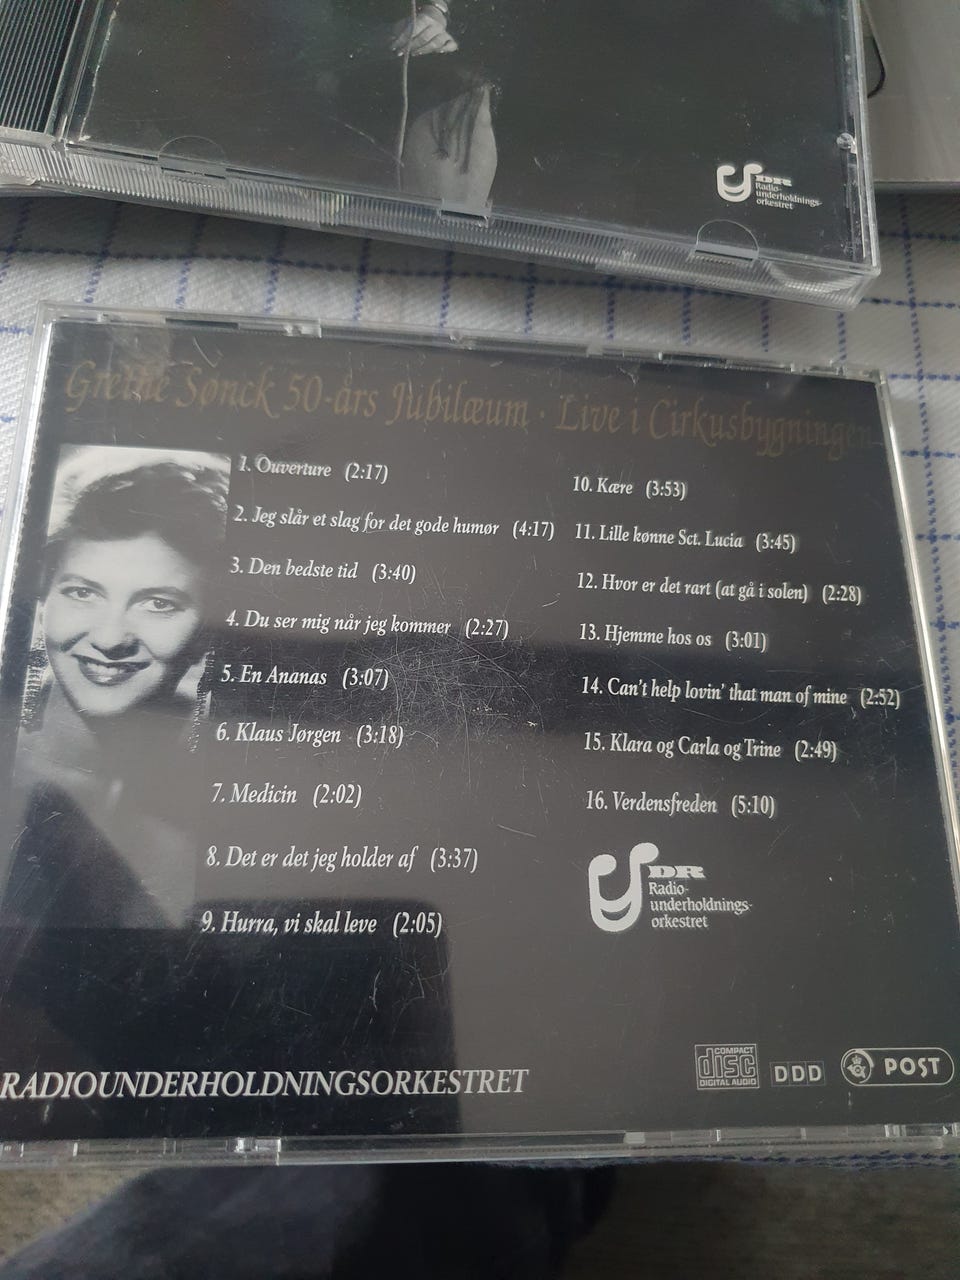 DR
Radio-
underholdnings-
orkestret
Grethe Sønck 50-års Jubilæum · Live i Cirkusbygningen
1. Ouverture (2:17)
2. Jeg slår et slag for det gode humør (4:17)
3. Den bedste tid (3:40)
4. Du ser mig når jeg kommer (2:27)
5. En Ananas (3:07)
6. Klaus Jørgen (3:18)
7. Medicin (2:02)
8. Det er det jeg holder af (3:37)
9. Hurra, vi skal leve (2:05)
10. Kære (3:53)
11. Lille kønne Sct. Lucia (3:45)
12. Hvor er det rart (at gå i solen) (2:28)
13. Hjemme hos os (3:01)
14. Can't help lovin' that man of mine (2:52)
15. Klara og Carla og Trine (2:49)
16. Verdensfreden (5:10)
DR
Radio-
underholdnings-
orkestret
RADIOUNDERHOLDNINGSORKESTRET
COMPACT
disc
DIGITAL AUDIO
DDD
POST